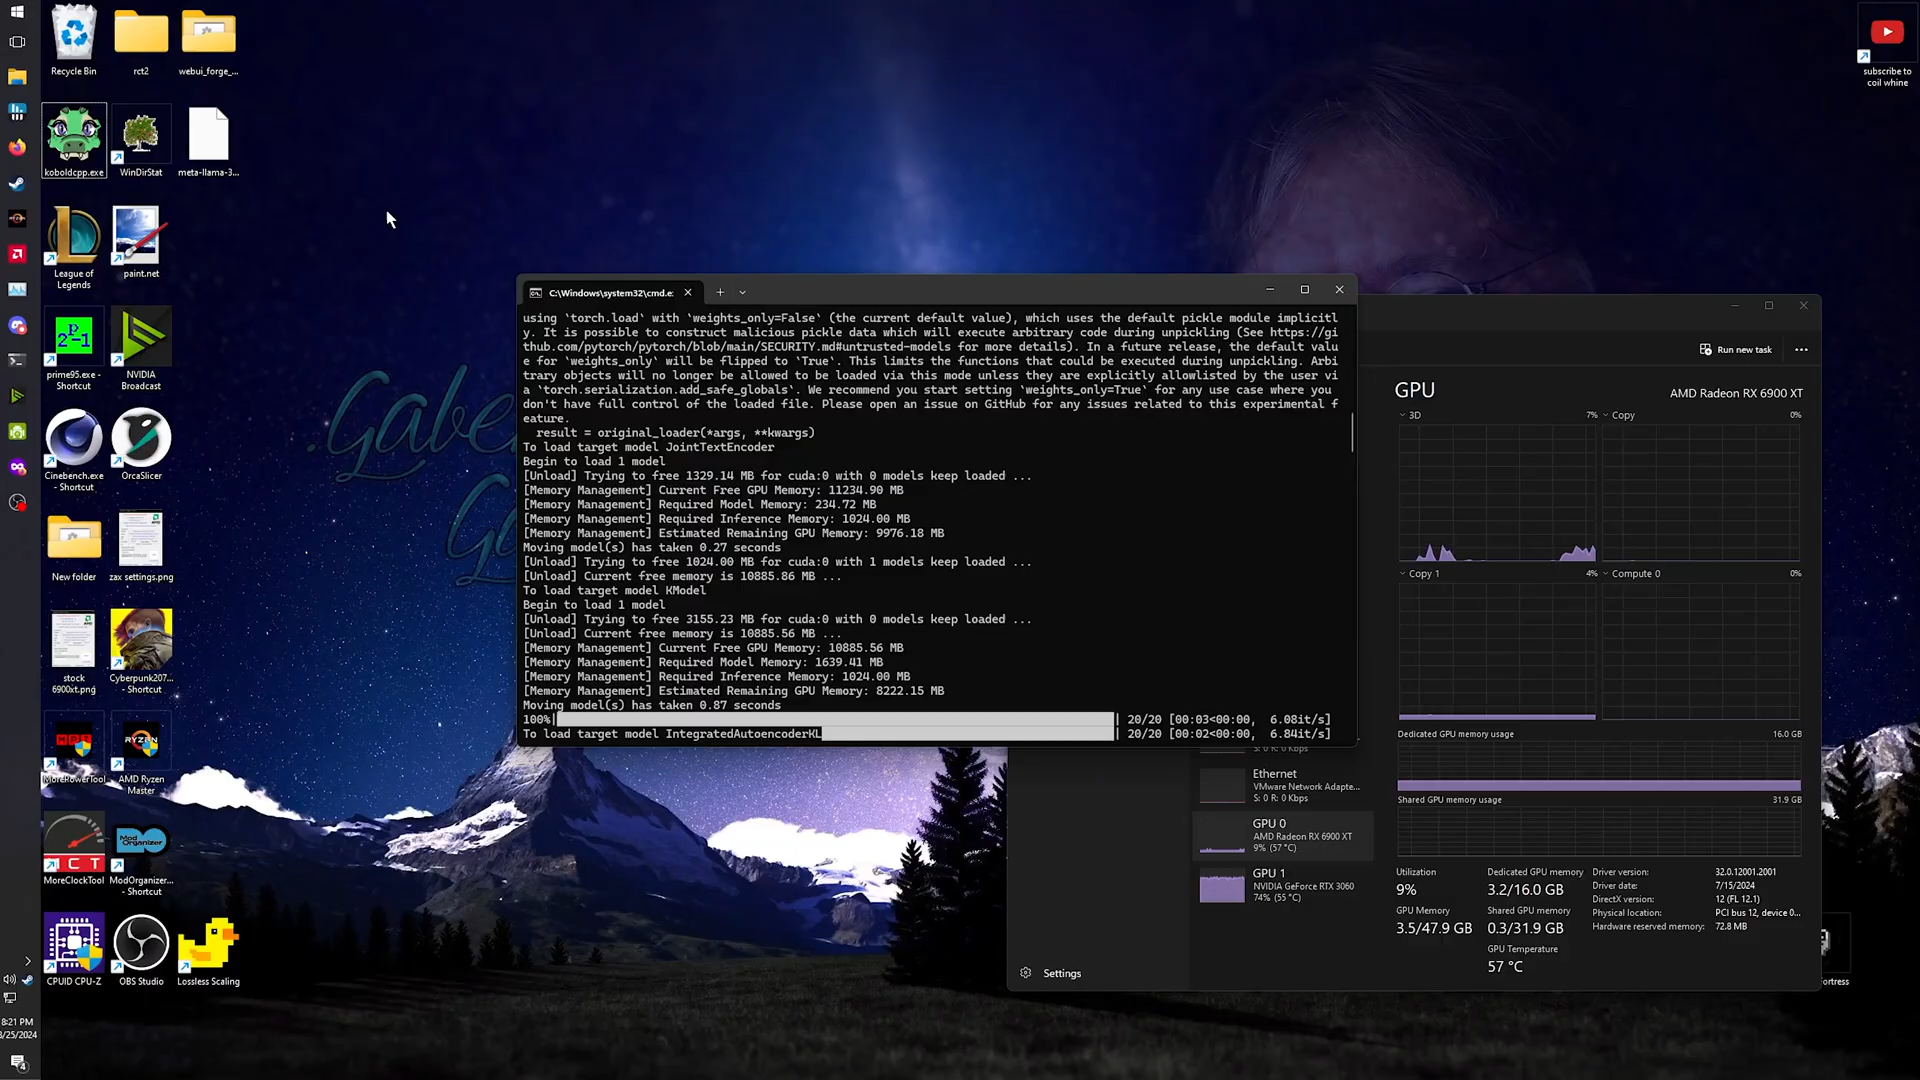 Recycle Bin
rct2
webui_forge_...
subscribe to
coil whine
koboldcpp.exe
WinDirStat
meta-llama-3...
League of
Legends
paint.net
prime95.exe -
Shortcut
NVIDIA
Broadcast
Cinebench.exe
- Shortcut
OrcaSlicer
New folder
zax settings.png
stock
6900xt.png
Cyberpunk207...
- Shortcut
MorePowerTool
AMD Ryzen
Master
MoreClockTool
ModOrganizer...
- Shortcut
CPUID CPU-Z
OBS Studio
Lossless Scaling
8:21 PM
/25/2024
4
C:\Windows\system32\cmd.e:
using `torch.load` with `weights_only=False` (the current default value), which uses the default pickle module implicitl
y. It is possible to construct malicious pickle data which will execute arbitrary code during unpickling (See https://gi
thub.com/pytorch/pytorch/blob/main/SECURITY.md#untrusted-models for more details). In a future release, the default valu
e for `weights_only` will be flipped to `True`. This limits the functions that could be executed during unpickling. Arbi
trary objects will no longer be allowed to be loaded via this mode unless they are explicitly allowlisted by the user vi
a `torch.serialization.add_safe_globals`. We recommend you start setting `weights_only=True` for any use case where you
don't have full control of the loaded file. Please open an issue on GitHub for any issues related to this experimental f
eature.
result = original_loader(*args, **kwargs)
To load target model JointTextEncoder
Begin to load 1 model
[Unload] Trying to free 1329.14 MB for cuda:0 with 0 models keep loaded ...
[Memory Management] Current Free GPU Memory: 11234.90 MB
[Memory Management] Required Model Memory: 234.72 MB
[Memory Management] Required Inference Memory: 1024.00 MB
[Memory Management] Estimated Remaining GPU Memory: 9976.18 MB
Moving model(s) has taken 0.27 seconds
[Unload] Trying to free 1024.00 MB for cuda:0 with 1 models keep loaded ...
[Unload] Current free memory is 10885.86 MB ...
To load target model KModel
Begin to load 1 model
[Unload] Trying to free 3155.23 MB for cuda:0 with 0 models keep loaded ...
[Unload] Current free memory is 10885.56 MB ...
[Memory Management] Current Free GPU Memory: 10885.56 MB
[Memory Management] Required Model Memory: 1639.41 MB
[Memory Management] Required Inference Memory: 1024.00 MB
[Memory Management] Estimated Remaining GPU Memory: 8222.15 MB
Moving model(s) has taken 0.87 seconds
100%| | 20/20 [00:03<00:00, 6.08it/s]
To load target model IntegratedAutoencoderKL | 20/20 [00:02<00:00, 6.84it/s]
Run new task
GPU
AMD Radeon RX 6900 XT
3D 7%
Copy 0%
Copy 1 4%
Compute 0 0%
Dedicated GPU memory usage 16.0 GB
Shared GPU memory usage 31.9 GB
S: 0 R: 0 Kbps
Ethernet
VMware Network Adapte...
S: 0 R: 0 Kbps
GPU 0
AMD Radeon RX 6900 XT
9% (57 °C)
GPU 1
NVIDIA GeForce RTX 3060
74% (55 °C)
Utilization
9%
Dedicated GPU memory
3.2/16.0 GB
GPU Memory
3.5/47.9 GB
Shared GPU memory
0.3/31.9 GB
GPU Temperature
57 °C
Driver version: 32.0.12001.2001
Driver date: 7/15/2024
DirectX version: 12 (FL 12.1)
Physical location: PCI bus 12, device 0...
Hardware reserved memory: 72.8 MB
Settings
ortress